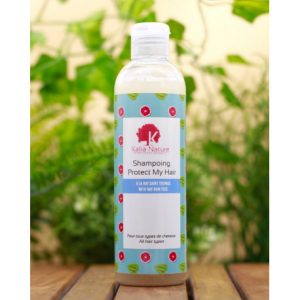 K
Kalia Nature
Shampoing
Protect My Hair
Pour tous types de cheveux
All hair types